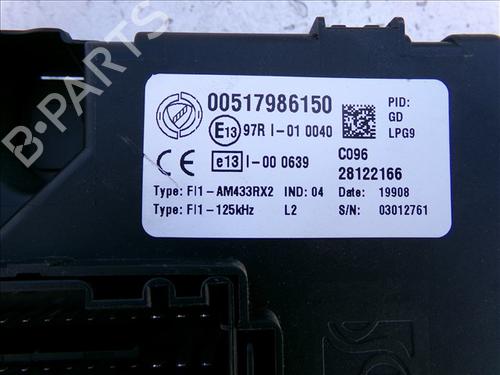 00517986150
PID:
GD
LPG9
E13 97R I-01 0040
CE e13 I-00 0639
C096
28122166
Type: FI1-AM433RX2 IND: 04 Date: 19908
Type: FI1-125kHz L2 S/N: 03012761
B-PARTS